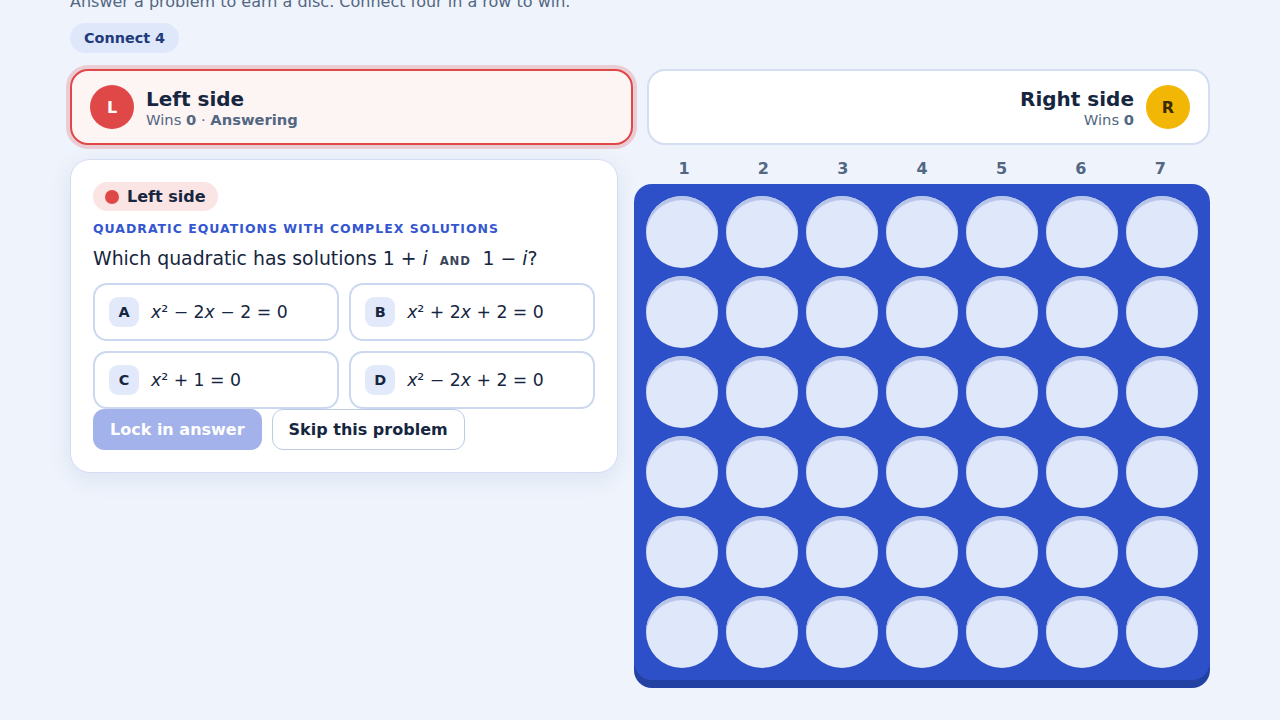 Answer a problem to earn a disc. Connect four in a row to win.
Connect 4
L
Left side
Wins 0 · Answering
Right side
Wins 0
R
Left side
QUADRATIC EQUATIONS WITH COMPLEX SOLUTIONS
Which quadratic has solutions 1 + i AND 1 − i?
A x² − 2x − 2 = 0
B x² + 2x + 2 = 0
C x² + 1 = 0
D x² − 2x + 2 = 0
Lock in answer
Skip this problem
1 2 3 4 5 6 7